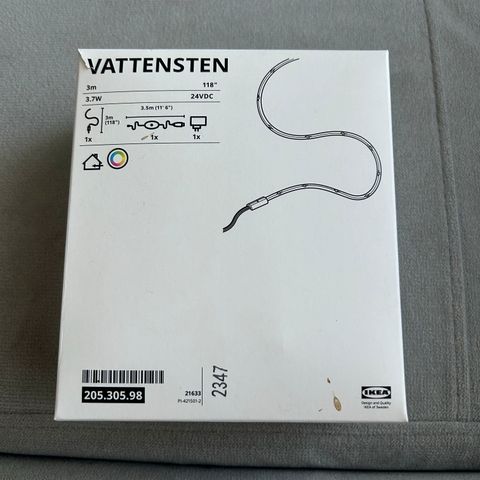 VATTENSTEN
3m 118"
3.7W 24VDC
3.5m (11' 6")
3m
(118")
1x 1x 1x
205.305.98
21633
PI-421501-2
2347
IKEA
Design and Quality
IKEA of Sweden